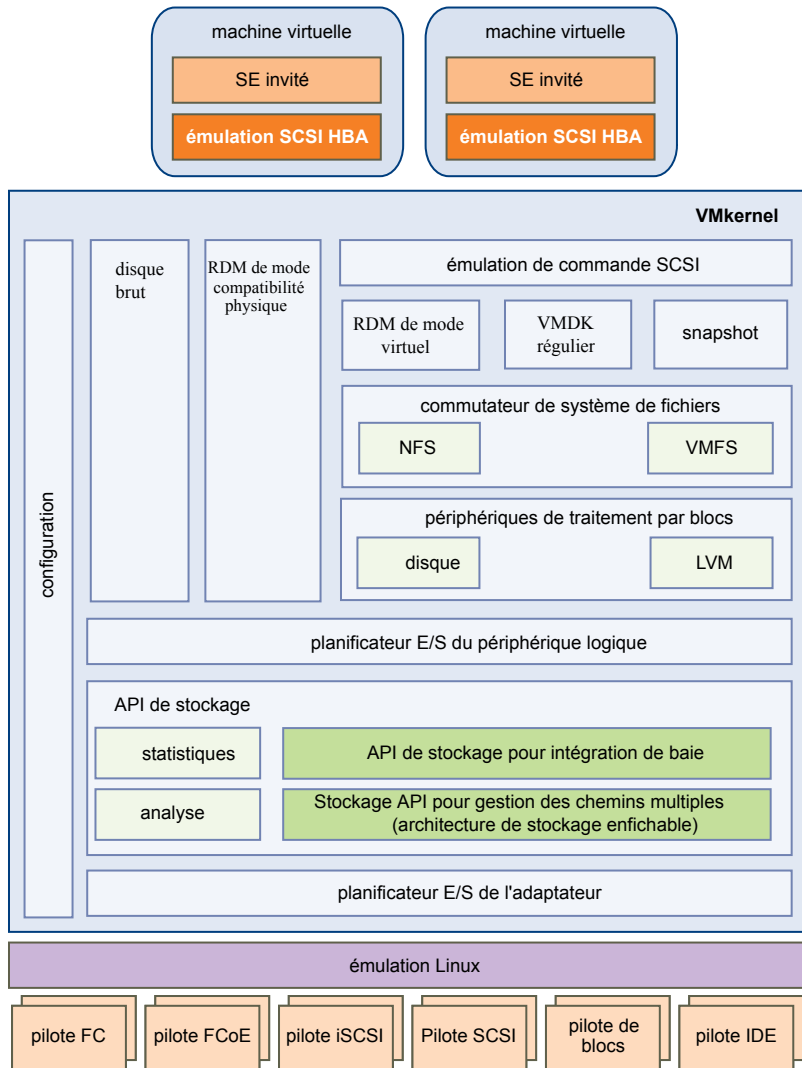 machine virtuelle
SE invité
émulation SCSI HBA
machine virtuelle
SE invité
émulation SCSI HBA
VMkernel
configuration
disque
brut
RDM de mode
compatibilité
physique
émulation de commande SCSI
RDM de mode
virtuel
VMDK
régulier
snapshot
commutateur de système de fichiers
NFS
VMFS
périphériques de traitement par blocs
disque
LVM
planificateur E/S du périphérique logique
API de stockage
statistiques
API de stockage pour intégration de baie
analyse
Stockage API pour gestion des chemins multiples
(architecture de stockage enfichable)
planificateur E/S de l'adaptateur
émulation Linux
pilote FC
pilote FCoE
pilote iSCSI
Pilote SCSI
pilote de
blocs
pilote IDE